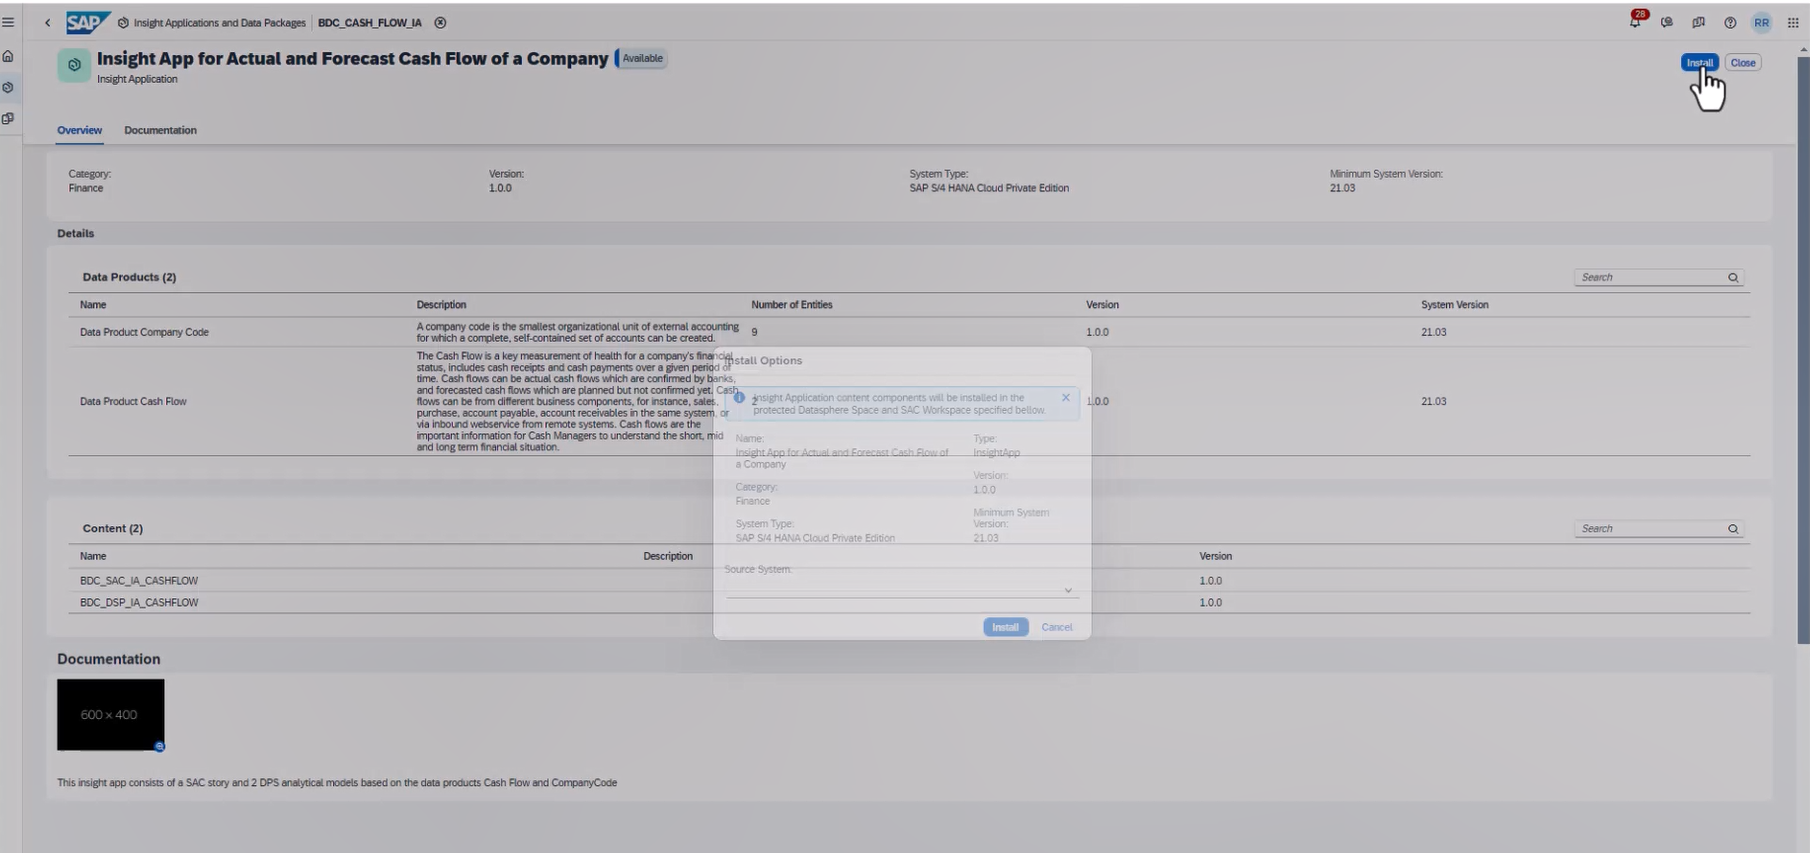 SAP Insight Applications and Data Packages BDC_CASH_FLOW_IA 28 RR
Insight App for Actual and Forecast Cash Flow of a Company Available
Insight Application
Install Close
Overview Documentation
Category: Version: System Type: Minimum System Version:
Finance 1.0.0 SAP S/4 HANA Cloud Private Edition 21.03
Details
Data Products (2) Search
Name Description Number of Entities Version System Version
Data Product Company Code
A company code is the smallest organizational unit of external accounting
for which a complete, self-contained set of accounts can be created.
9 1.0.0 21.03
Data Product Cash Flow
The Cash Flow is a key measurement of health for a company's financial
status, includes cash receipts and cash payments over a given period of
time. Cash flows can be actual cash flows which are confirmed by banks,
and forecasted cash flows which are planned but not confirmed yet. Cash
flows can be from different business components, for instance, sales,
purchase, account payable, account receivables in the same system, or
via inbound webservice from remote systems. Cash flows are the
important information for Cash Managers to understand the short, mid
and long term financial situation.
2 1.0.0 21.03
Install Options
Insight Application content components will be installed in the
protected Datasphere Space and SAC Workspace specified below.
Name:
Insight App for Actual and Forecast Cash Flow of
a Company
Type:
InsightApp
Category:
Finance
Version:
1.0.0
System Type:
SAP S/4 HANA Cloud Private Edition
Minimum System
Version:
21.03
Source System:
Install Cancel
Content (2) Search
Name Description Version
BDC_SAC_IA_CASHFLOW 1.0.0
BDC_DSP_IA_CASHFLOW 1.0.0
Documentation
600 × 400
This insight app consists of a SAC story and 2 DPS analytical models based on the data products Cash Flow and CompanyCode